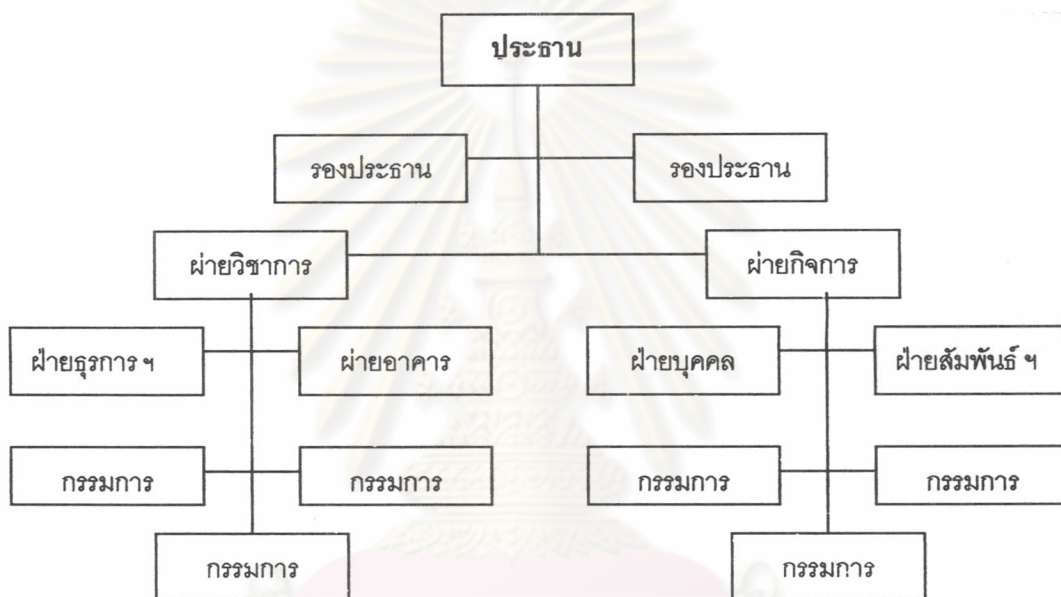 ประธาน
รองประธาน รองประธาน
ผ่ายวิชาการ ผ่ายกิจการ
ฝ่ายธุรการ ฯ ผ่ายอาคาร ฝ่ายบุคคล ฝ่ายสัมพันธ์ ฯ
กรรมการ กรรมการ กรรมการ กรรมการ
กรรมการ กรรมการ